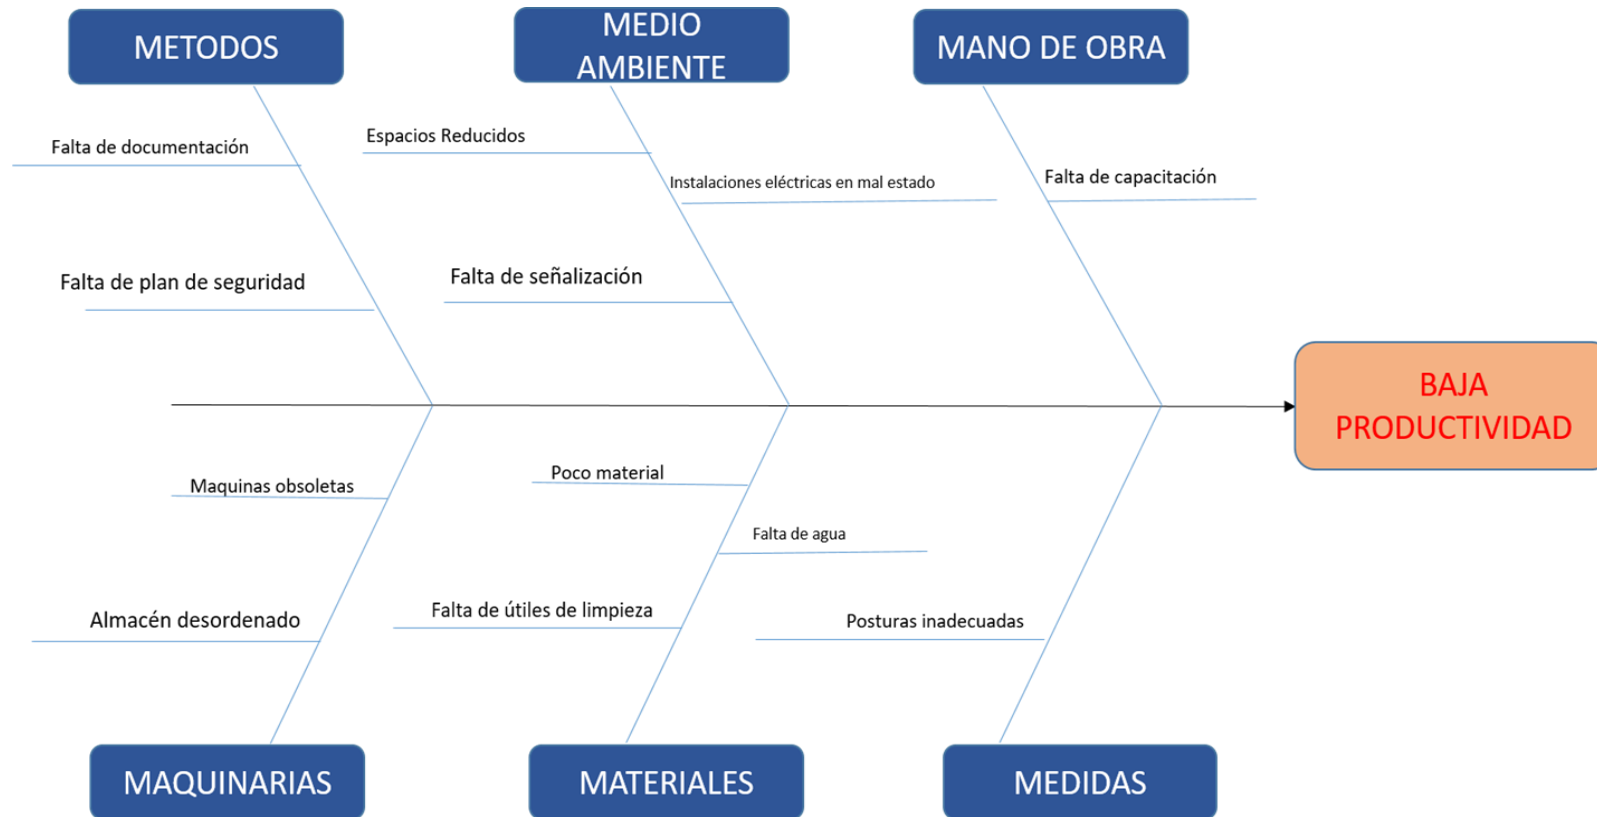 METODOS
MEDIO
AMBIENTE
MANO DE OBRA
Falta de documentación
Espacios Reducidos
Instalaciones eléctricas en mal estado
Falta de capacitación
Falta de plan de seguridad
Falta de señalización
BAJA
PRODUCTIVIDAD
Maquinas obsoletas
Poco material
Falta de agua
Almacén desordenado
Falta de útiles de limpieza
Posturas inadecuadas
MAQUINARIAS
MATERIALES
MEDIDAS